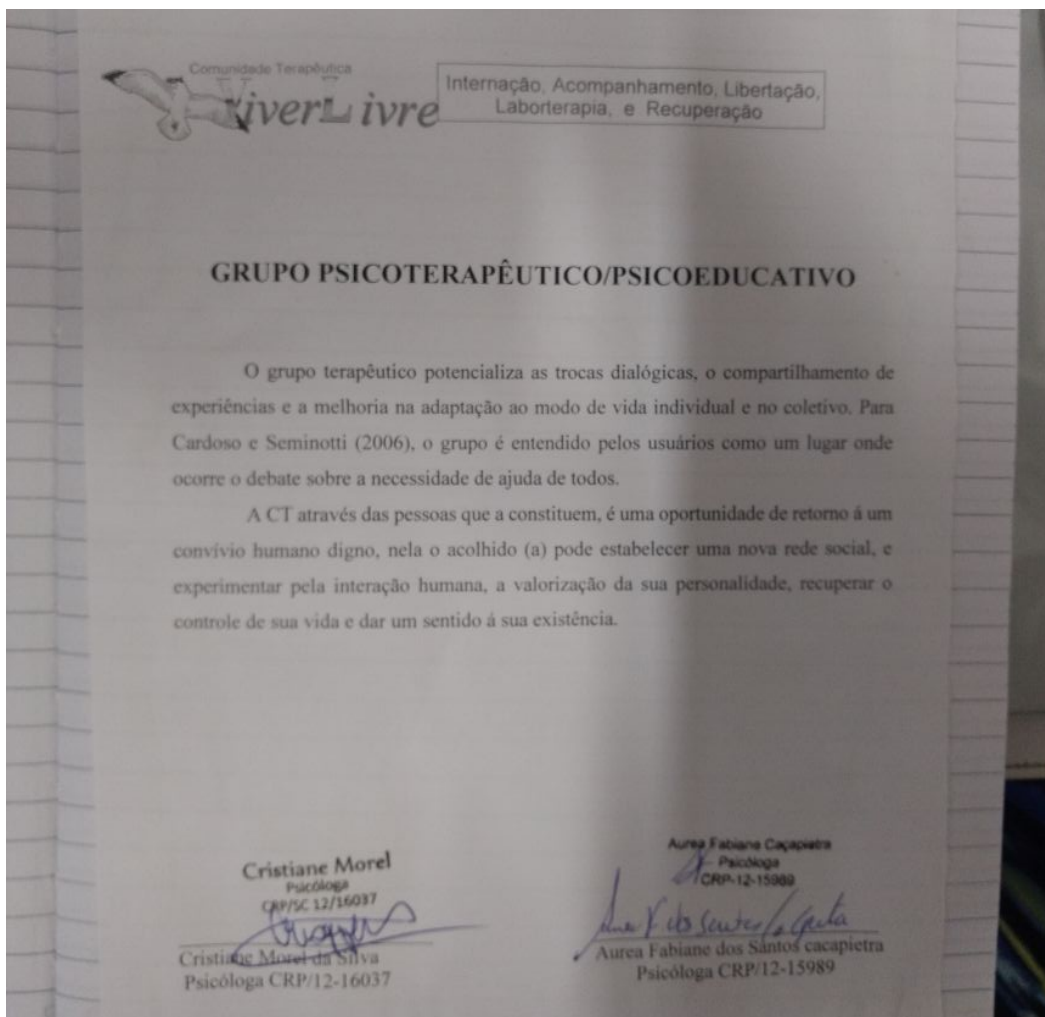 Comunidade Terapêutica
ViverLivre
Internação, Acompanhamento, Libertação,
Laborterapia, e Recuperação
GRUPO PSICOTERAPÊUTICO/PSICOEDUCATIVO
O grupo terapêutico potencializa as trocas dialógicas, o compartilhamento de
experiências e a melhoria na adaptação ao modo de vida individual e no coletivo. Para
Cardoso e Seminotti (2006), o grupo é entendido pelos usuários como um lugar onde
ocorre o debate sobre a necessidade de ajuda de todos.
A CT através das pessoas que a constituem, é uma oportunidade de retorno á um
convívio humano digno, nela o acolhido (a) pode estabelecer uma nova rede social, e
experimentar pela interação humana, a valorização da sua personalidade, recuperar o
controle de sua vida e dar um sentido á sua existência.
Cristiane Morel
Psicóloga
CRP/SC 12/16037
Cristiane Morel da Silva
Psicóloga CRP/12-16037
Aurea Fabiane Caçapietra
Psicóloga
CRP-12-15989
Aurea Fabiane dos Santos cacapietra
Psicóloga CRP/12-15989